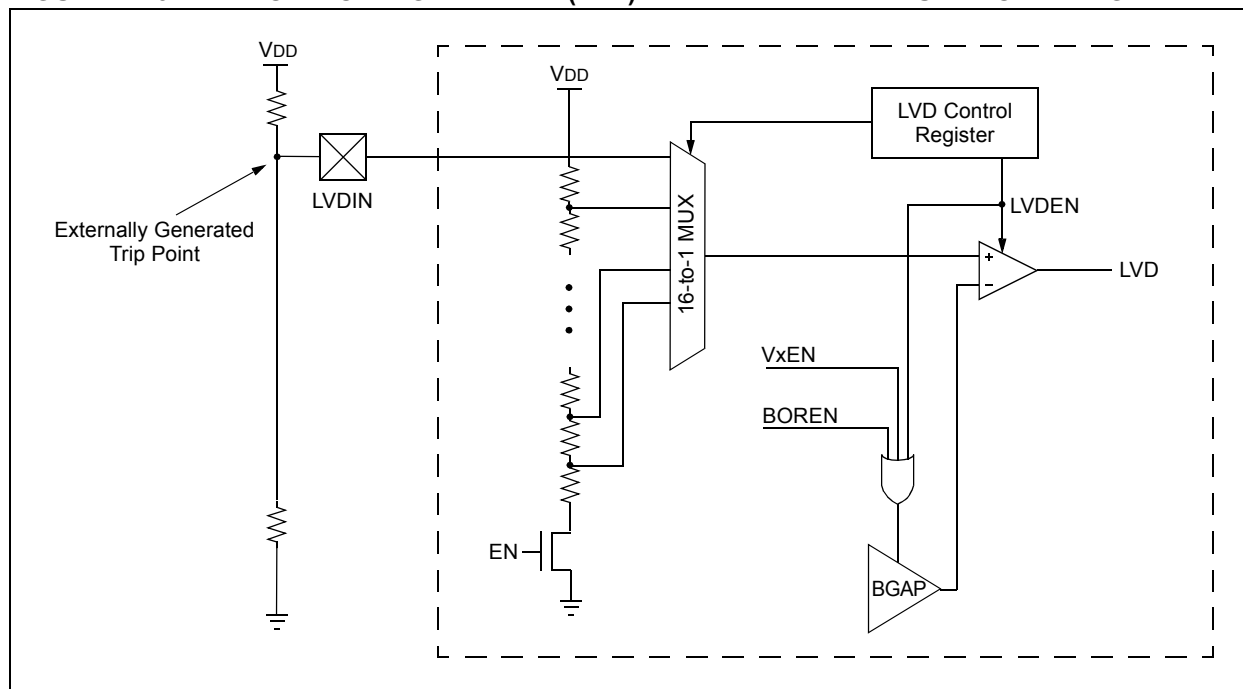 VDD
VDD
LVD Control
Register
LVDIN
16-to-1 MUX
LVDEN
Externally Generated
Trip Point
+
–
LVD
VxEN
BOREN
EN
BGAP